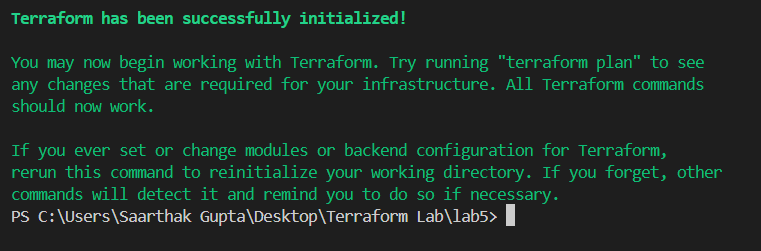 Terraform has been successfully initialized!
You may now begin working with Terraform. Try running "terraform plan" to see
any changes that are required for your infrastructure. All Terraform commands
should now work.
If you ever set or change modules or backend configuration for Terraform,
rerun this command to reinitialize your working directory. If you forget, other
commands will detect it and remind you to do so if necessary.
PS C:\Users\Saarthak Gupta\Desktop\Terraform Lab\lab5>